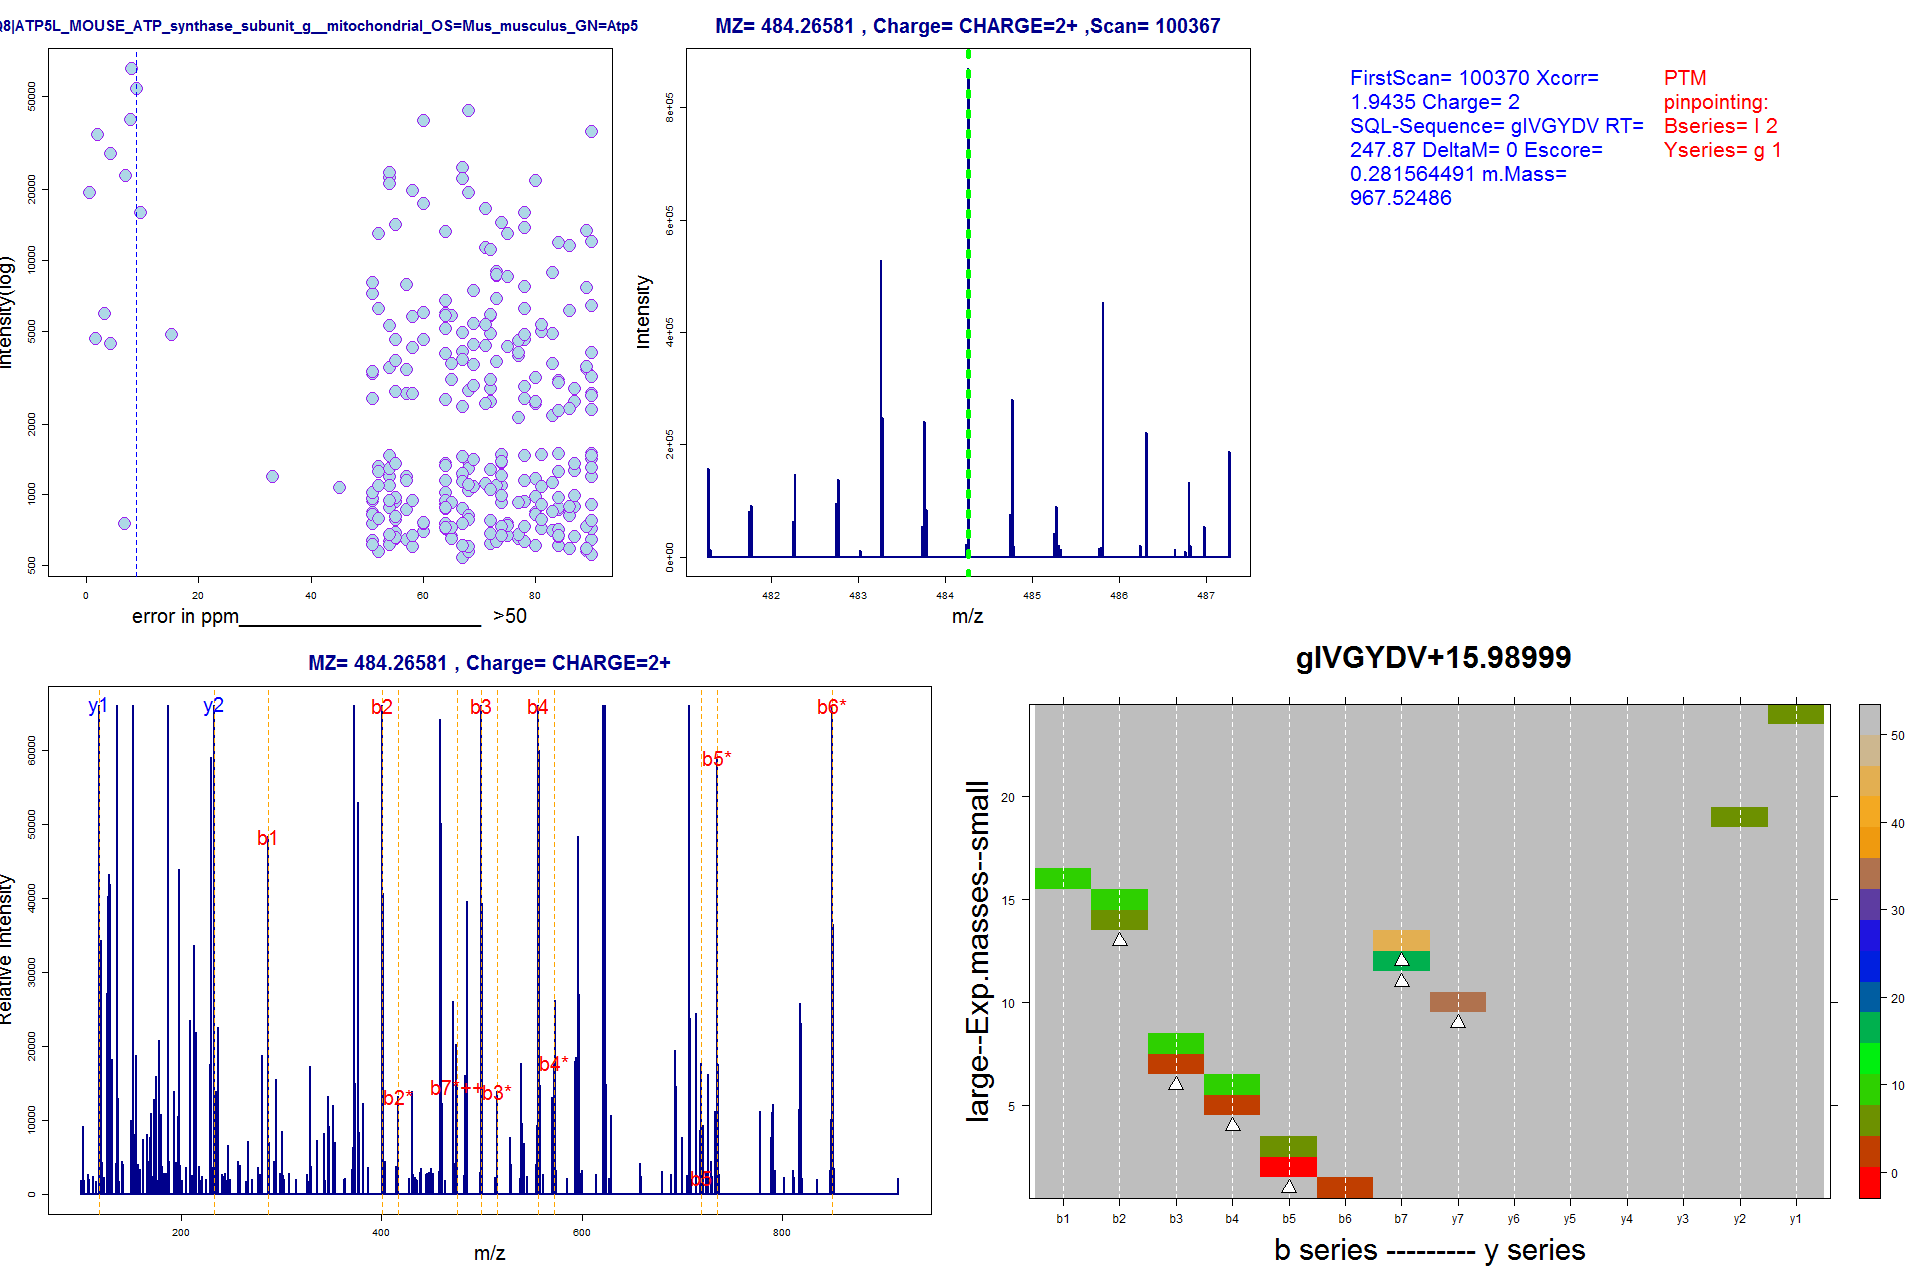 Q8|ATP5L_MOUSE_ATP_synthase_subunit_g__mitochondrial_OS=Mus_musculus_GN=Atp5
Intensity(log)
500 1000 2000 5000 10000 20000 50000
0 20 40 60 80
error in ppm______________________ >50
MZ= 484.26581 , Charge= CHARGE=2+ ,Scan= 100367
Intensity
0e+00 2e+05 4e+05 6e+05 8e+05
482 483 484 485 486 487
m/z
FirstScan= 100370 Xcorr=
1.9435 Charge= 2
SQL-Sequence= gIVGYDV RT=
247.87 DeltaM= 0 Escore=
0.281564491 m.Mass=
967.52486
PTM
pinpointing:
Bseries= I 2
Yseries= g 1
MZ= 484.26581 , Charge= CHARGE=2+
Relative Intensity
0 10000 20000 30000 40000 50000 60000
y1 y2 b2 b3 b4 b6*
b5*
b1
b4*
b7*++ b3*
b2*
b5
200 400 600 800
m/z
gIVGYDV+15.98999
large--Exp.masses--small
5 10 15 20
b1 b2 b3 b4 b5 b6 b7 y7 y6 y5 y4 y3 y2 y1
b series --------- y series
0 10 20 30 40 50